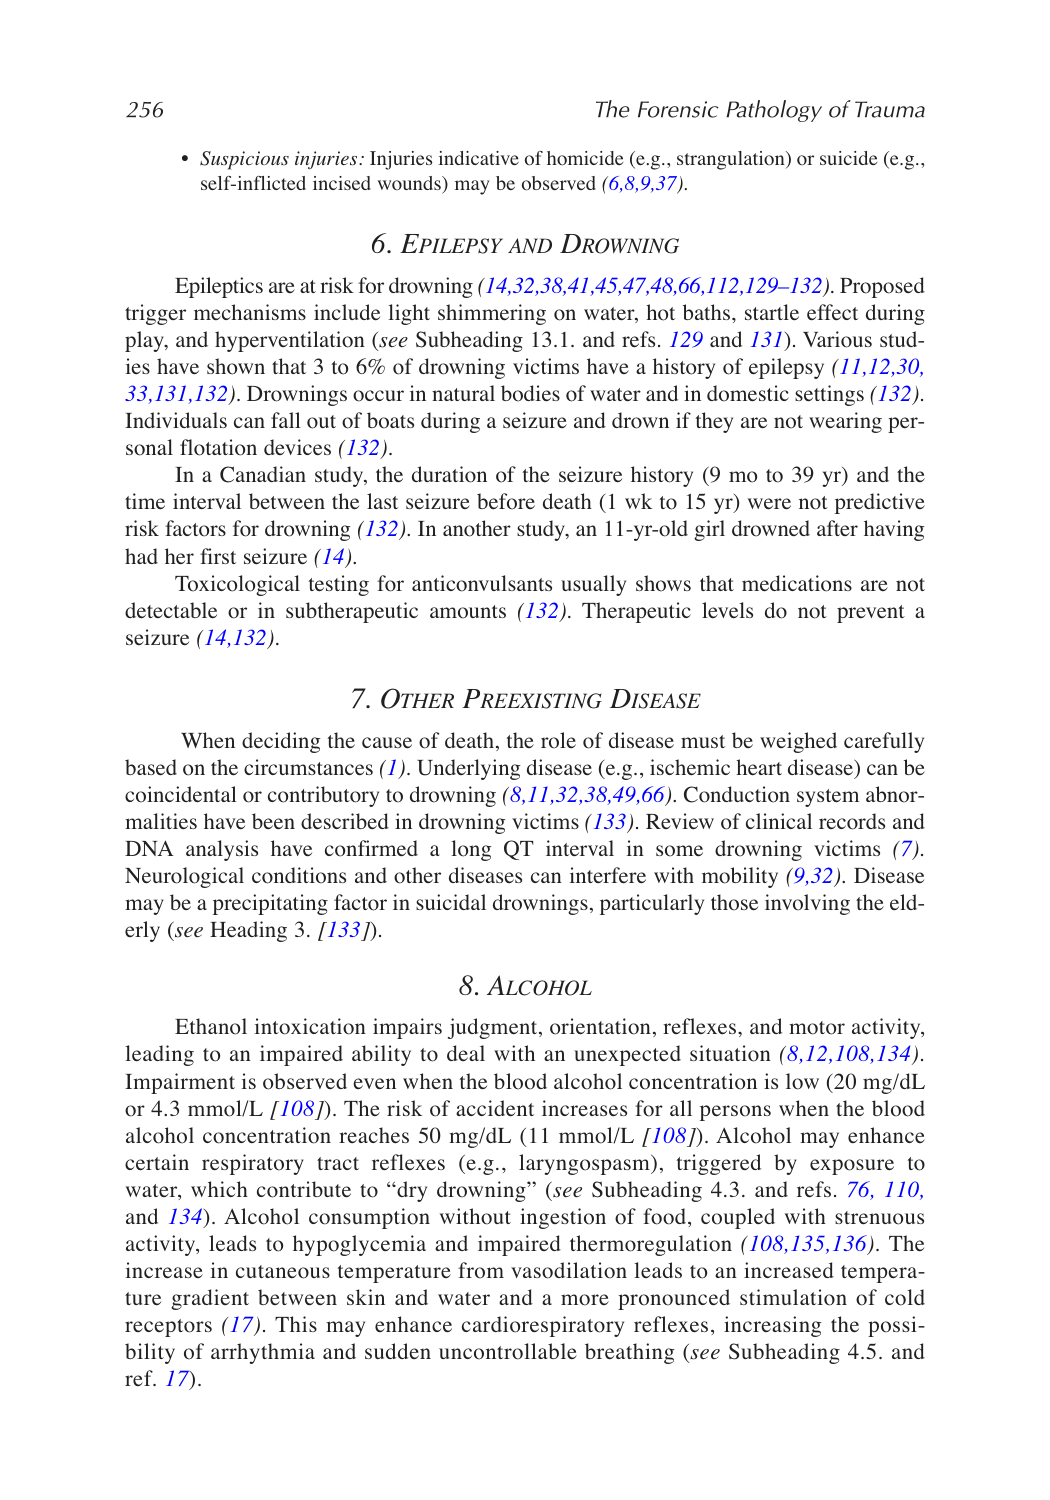 256 The Forensic Pathology of Trauma
• Suspicious injuries: Injuries indicative of homicide (e.g., strangulation) or suicide (e.g.,
self-inflicted incised wounds) may be observed (6,8,9,37).
6. EPILEPSY AND DROWNING
Epileptics are at risk for drowning (14,32,38,41,45,47,48,66,112,129–132). Proposed
trigger mechanisms include light shimmering on water, hot baths, startle effect during
play, and hyperventilation (see Subheading 13.1. and refs. 129 and 131). Various stud-
ies have shown that 3 to 6% of drowning victims have a history of epilepsy (11,12,30,
33,131,132). Drownings occur in natural bodies of water and in domestic settings (132).
Individuals can fall out of boats during a seizure and drown if they are not wearing per-
sonal flotation devices (132).
In a Canadian study, the duration of the seizure history (9 mo to 39 yr) and the
time interval between the last seizure before death (1 wk to 15 yr) were not predictive
risk factors for drowning (132). In another study, an 11-yr-old girl drowned after having
had her first seizure (14).
Toxicological testing for anticonvulsants usually shows that medications are not
detectable or in subtherapeutic amounts (132). Therapeutic levels do not prevent a
seizure (14,132).
7. OTHER PREEXISTING DISEASE
When deciding the cause of death, the role of disease must be weighed carefully
based on the circumstances (1). Underlying disease (e.g., ischemic heart disease) can be
coincidental or contributory to drowning (8,11,32,38,49,66). Conduction system abnor-
malities have been described in drowning victims (133). Review of clinical records and
DNA analysis have confirmed a long QT interval in some drowning victims (7).
Neurological conditions and other diseases can interfere with mobility (9,32). Disease
may be a precipitating factor in suicidal drownings, particularly those involving the eld-
erly (see Heading 3. [133]).
8. ALCOHOL
Ethanol intoxication impairs judgment, orientation, reflexes, and motor activity,
leading to an impaired ability to deal with an unexpected situation (8,12,108,134).
Impairment is observed even when the blood alcohol concentration is low (20 mg/dL
or 4.3 mmol/L [108]). The risk of accident increases for all persons when the blood
alcohol concentration reaches 50 mg/dL (11 mmol/L [108]). Alcohol may enhance
certain respiratory tract reflexes (e.g., laryngospasm), triggered by exposure to
water, which contribute to “dry drowning” (see Subheading 4.3. and refs. 76, 110,
and 134). Alcohol consumption without ingestion of food, coupled with strenuous
activity, leads to hypoglycemia and impaired thermoregulation (108,135,136). The
increase in cutaneous temperature from vasodilation leads to an increased tempera-
ture gradient between skin and water and a more pronounced stimulation of cold
receptors (17). This may enhance cardiorespiratory reflexes, increasing the possi-
bility of arrhythmia and sudden uncontrollable breathing (see Subheading 4.5. and
ref. 17).